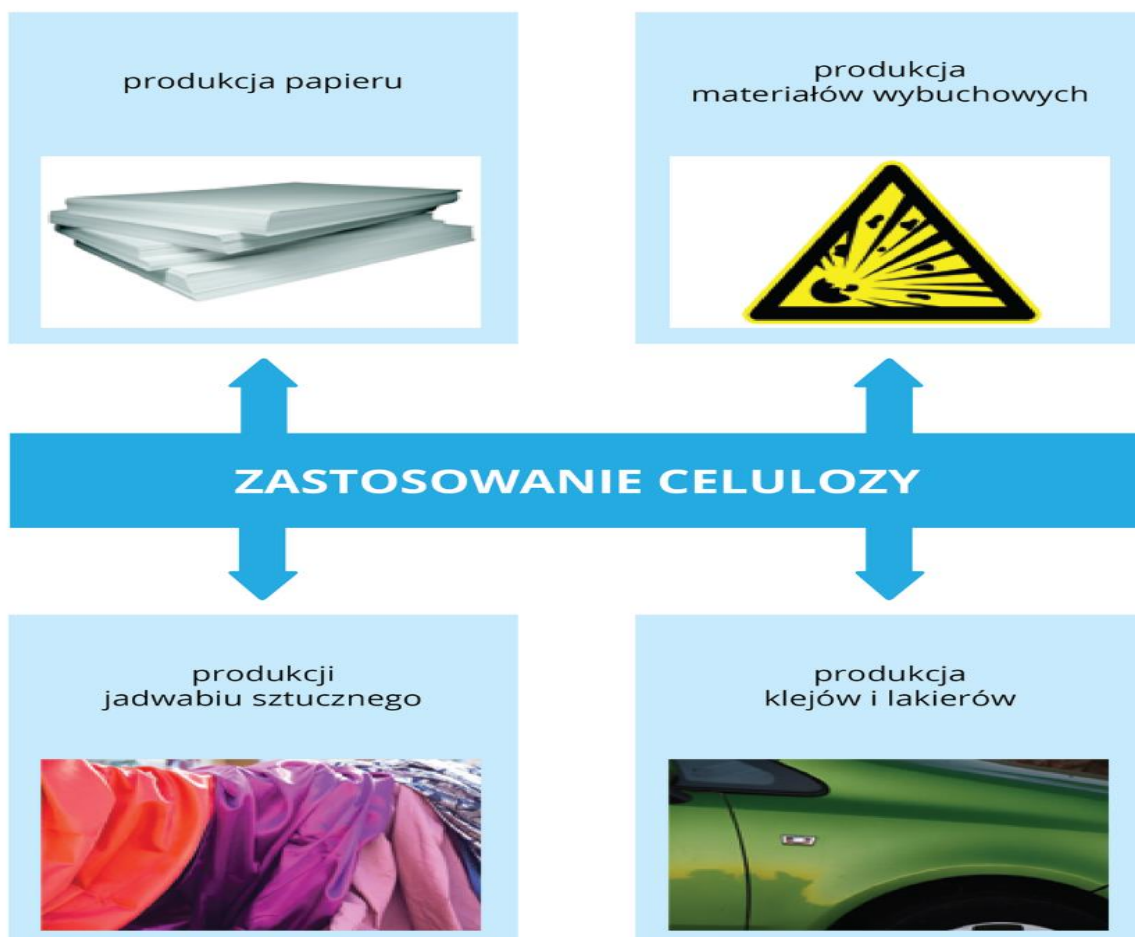 produkcja papieru
produkcja
materiałów wybuchowych
ZASTOSOWANIE CELULOZY
produkcji
jadwabiu sztucznego
produkcja
klejów i lakierów